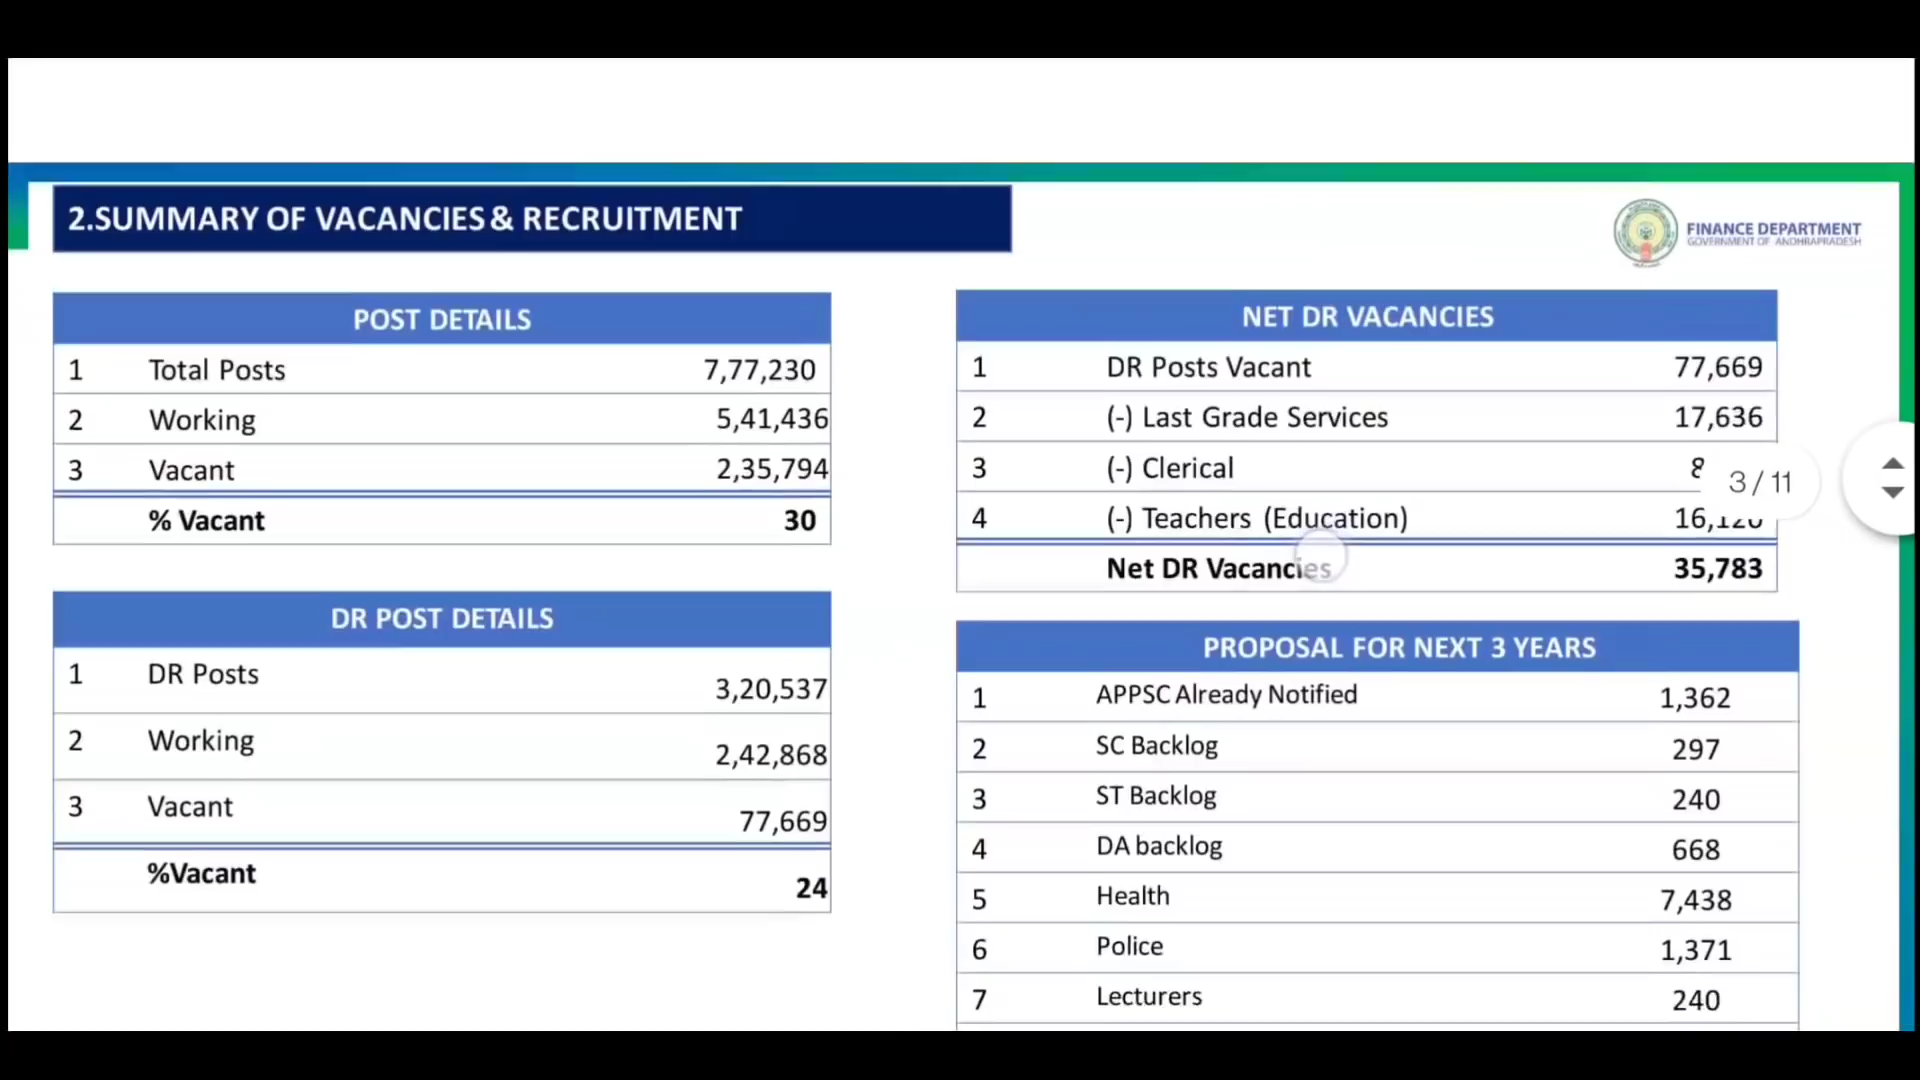 2.SUMMARY OF VACANCIES & RECRUITMENT
FINANCE DEPARTMENT
GOVERNMENT OF ANDHRAPRADESH
POST DETAILS
1 Total Posts 7,77,230
2 Working 5,41,436
3 Vacant 2,35,794
% Vacant 30
DR POST DETAILS
1 DR Posts 3,20,537
2 Working 2,42,868
3 Vacant 77,669
%Vacant 24
NET DR VACANCIES
1 DR Posts Vacant 77,669
2 (-) Last Grade Services 17,636
3 (-) Clerical
3 / 11
4 (-) Teachers (Education)
Net DR Vacancies 35,783
PROPOSAL FOR NEXT 3 YEARS
1 APPSC Already Notified 1,362
2 SC Backlog 297
3 ST Backlog 240
4 DA backlog 668
5 Health 7,438
6 Police 1,371
7 Lecturers 240